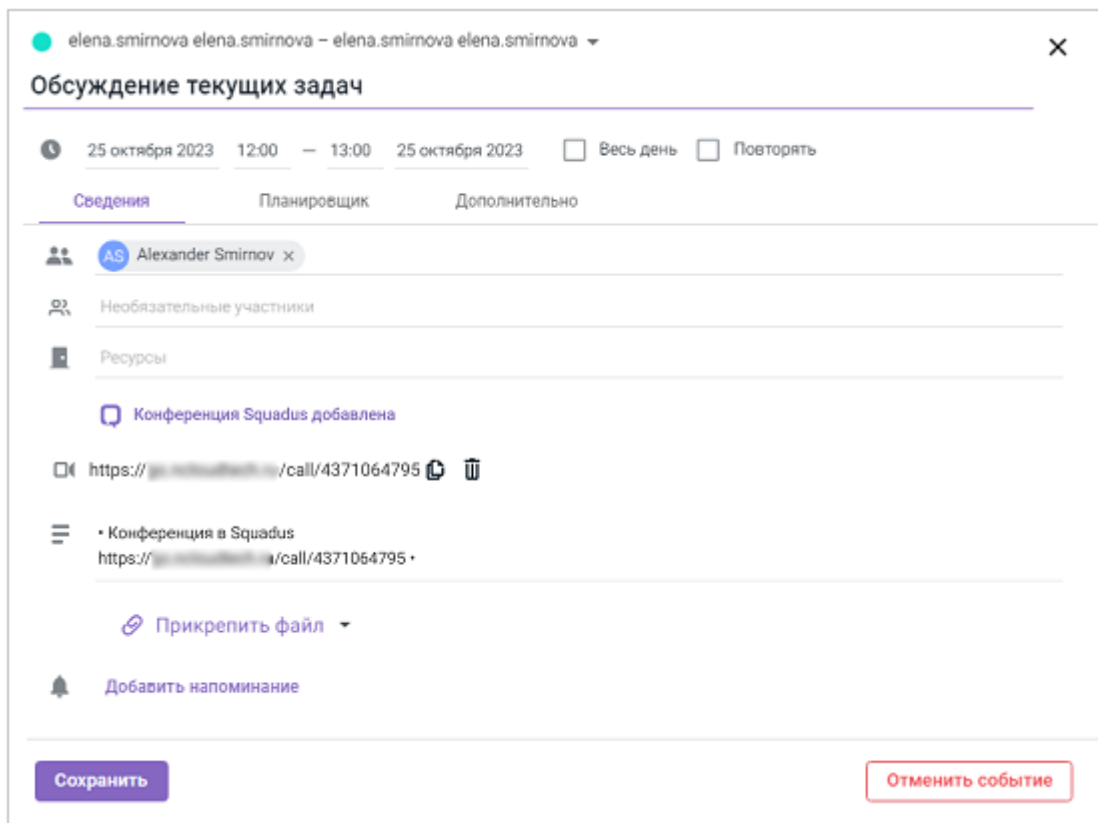 elena.smirnova elena.smirnova – elena.smirnova elena.smirnova
Обсуждение текущих задач
25 октября 2023 12:00 — 13:00 25 октября 2023 Весь день Повторять
Сведения Планировщик Дополнительно
AS Alexander Smirnov ×
Необязательные участники
Ресурсы
Конференция Squadus добавлена
https:// /call/4371064795
• Конференция в Squadus
https:// /call/4371064795 •
Прикрепить файл
Добавить напоминание
Сохранить Отменить событие